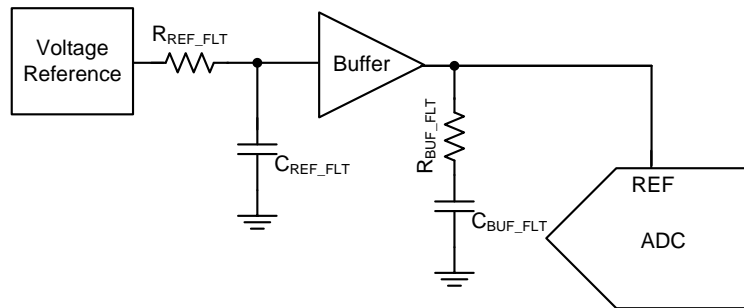 Voltage
Reference
RREF_FLT
CREF_FLT
Buffer
RBUF_FLT
CBUF_FLT
REF
ADC